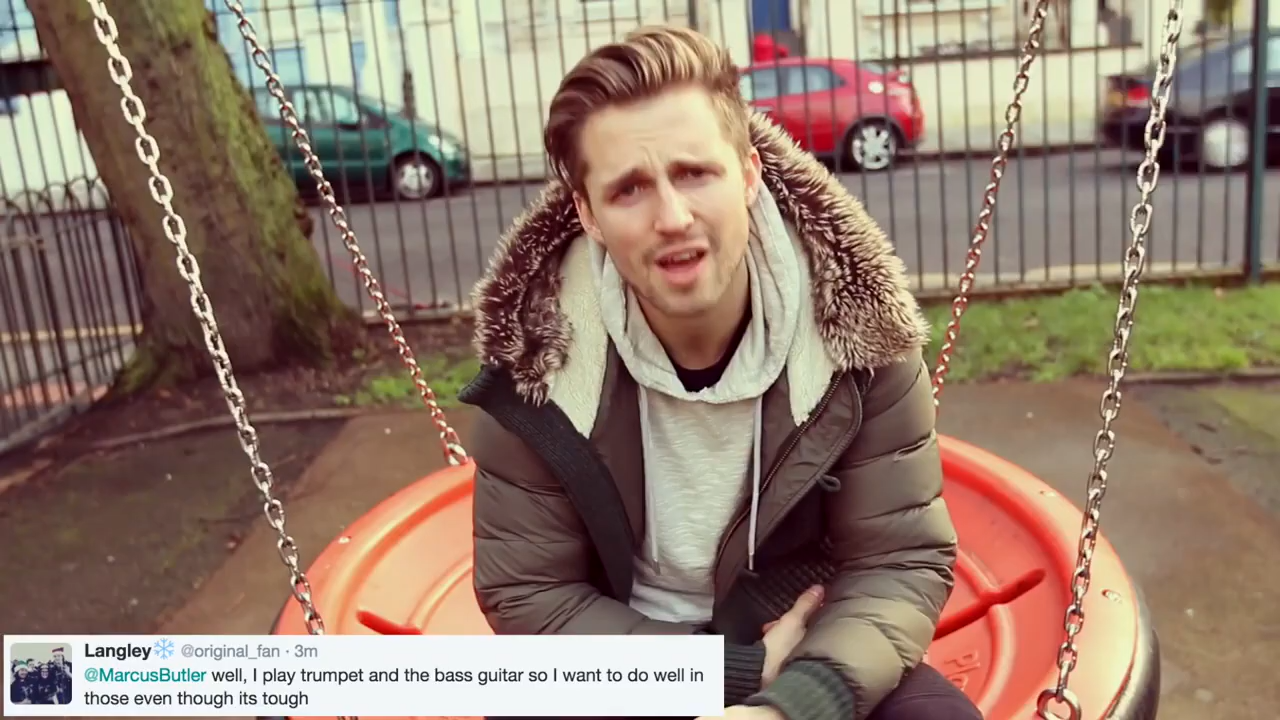 Langley❄️ @original_fan · 3m
@MarcusButler well, I play trumpet and the bass guitar so I want to do well in
those even though its tough